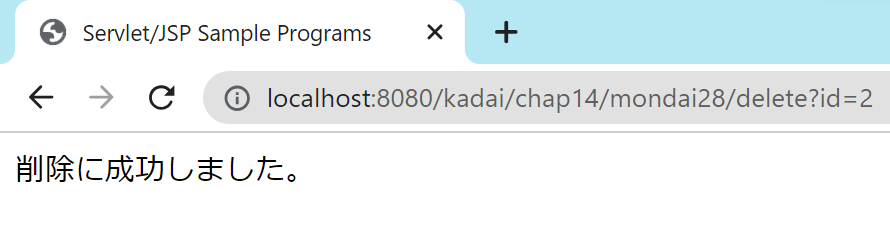 Servlet/JSP Sample Programs
localhost:8080/kadai/chap14/mondai28/delete?id=2
削除に成功しました。